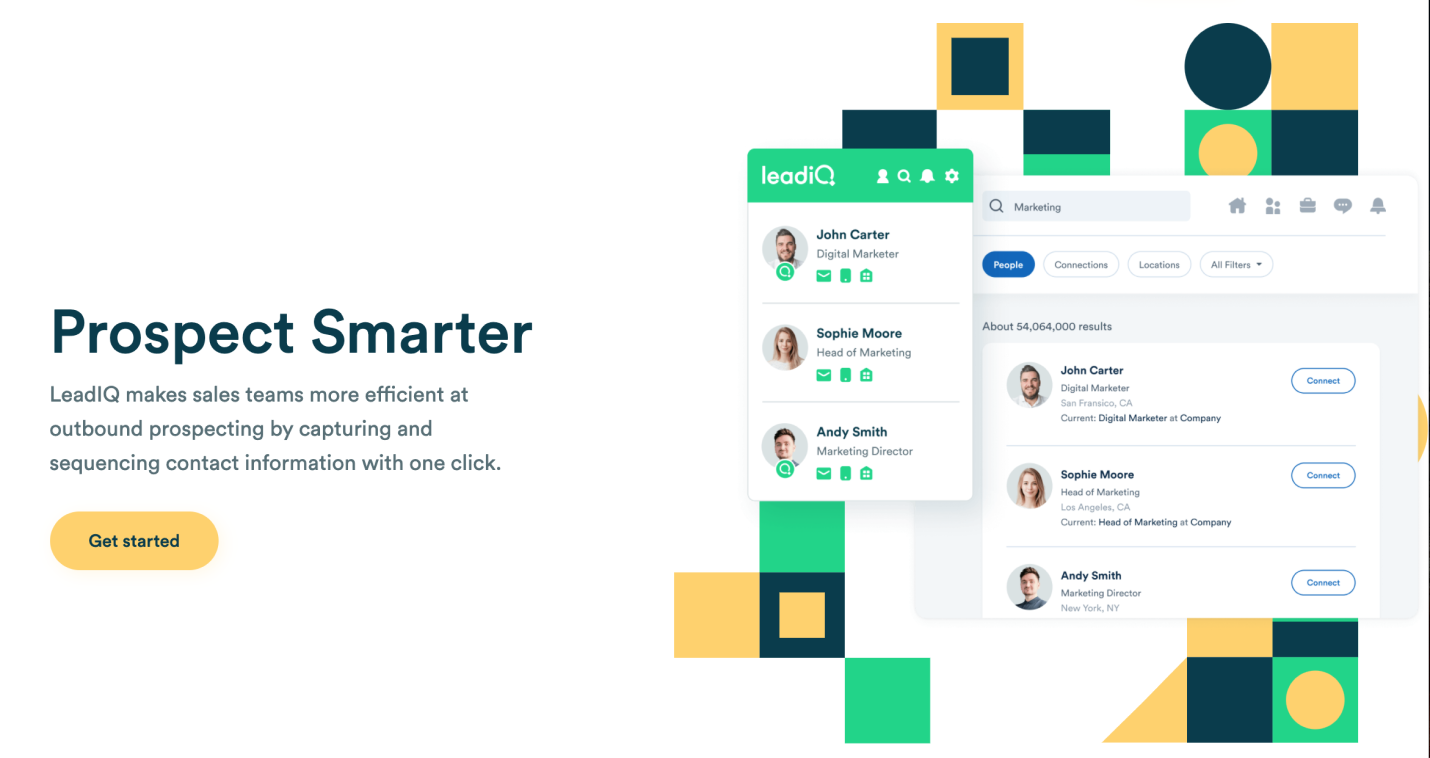 Prospect Smarter
LeadIQ makes sales teams more efficient at
outbound prospecting by capturing and
sequencing contact information with one click.
Get started
leadiQ
John Carter
Digital Marketer
Sophie Moore
Head of Marketing
Andy Smith
Marketing Director
Marketing
People
Connections
Locations
All Filters
About 54,064,000 results
John Carter
Digital Marketer
San Fransico, CA
Current: Digital Marketer at Company
Connect
Sophie Moore
Head of Marketing
Los Angeles, CA
Current: Head of Marketing at Company
Connect
Andy Smith
Marketing Director
New York, NY
Connect